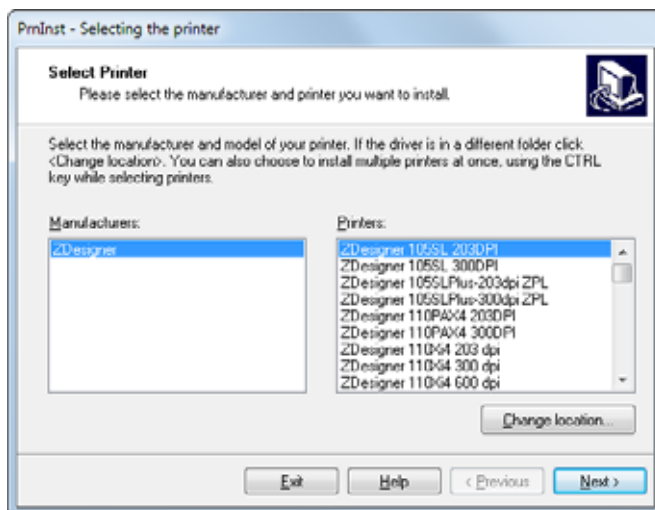 PrnInst - Selecting the printer
Select Printer
Please select the manufacturer and printer you want to install.
Select the manufacturer and model of your printer. If the driver is in a different folder click
<Change location>. You can also choose to install multiple printers at once, using the CTRL
key while selecting printers.
Manufacturers:
ZDesigner
Printers:
ZDesigner 105SL 203DPI
ZDesigner 105SL 300DPI
ZDesigner 105SLPlus-203dpi ZPL
ZDesigner 105SLPlus-300dpi ZPL
ZDesigner 110PAX4 203DPI
ZDesigner 110PAX4 300DPI
ZDesigner 110Xi4 203 dpi
ZDesigner 110Xi4 300 dpi
ZDesigner 110Xi4 600 dpi
Change location...
Exit
Help
< Previous
Next >